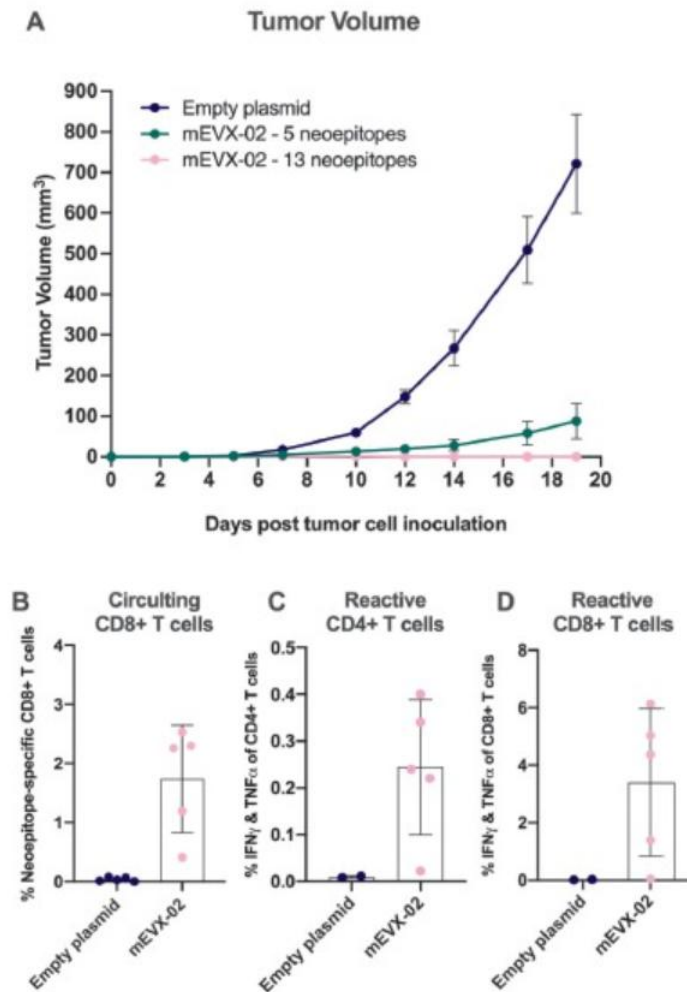 A
Tumor Volume
Empty plasmid
mEVX-02 - 5 neoepitopes
mEVX-02 - 13 neoepitopes
900
800
700
600
500
400
300
200
100
0
Tumor Volume (mm³)
0 2 4 6 8 10 12 14 16 18 20
Days post tumor cell inoculation
B
Circulting
CD8+ T cells
% Neoepitope-specific CD8+ T cells
4
3
2
1
0
Empty plasmid
mEVX-02
C
Reactive
CD4+ T cells
% IFNγ & TNFα of CD4+ T cells
0.5
0.4
0.3
0.2
0.1
0.0
Empty plasmid
mEVX-02
D
Reactive
CD8+ T cells
% IFNγ & TNFα of CD8+ T cells
8
6
4
2
0
Empty plasmid
mEVX-02